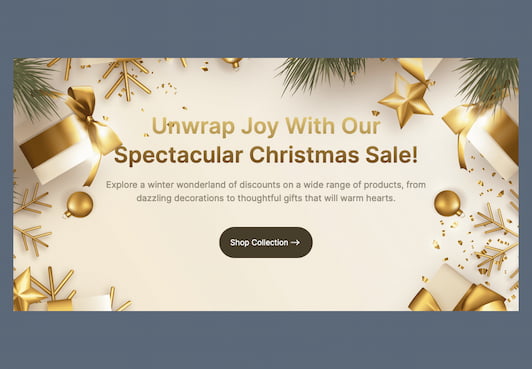 Unwrap Joy With Our
Spectacular Christmas Sale!
Explore a winter wonderland of discounts on a wide range of products, from
dazzling decorations to thoughtful gifts that will warm hearts.
Shop Collection →